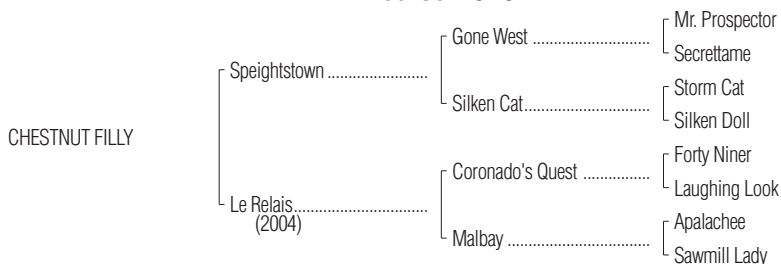 Mr. Prospector
Gone West ..............................
Secrettame
Speightstown ..........................
Storm Cat
Silken Cat................................
Silken Doll
CHESTNUT FILLY
Forty Niner
Coronado's Quest .................
Laughing Look
Le Relais..................................
(2004)
Apalachee
Malbay ....................................
Sawmill Lady